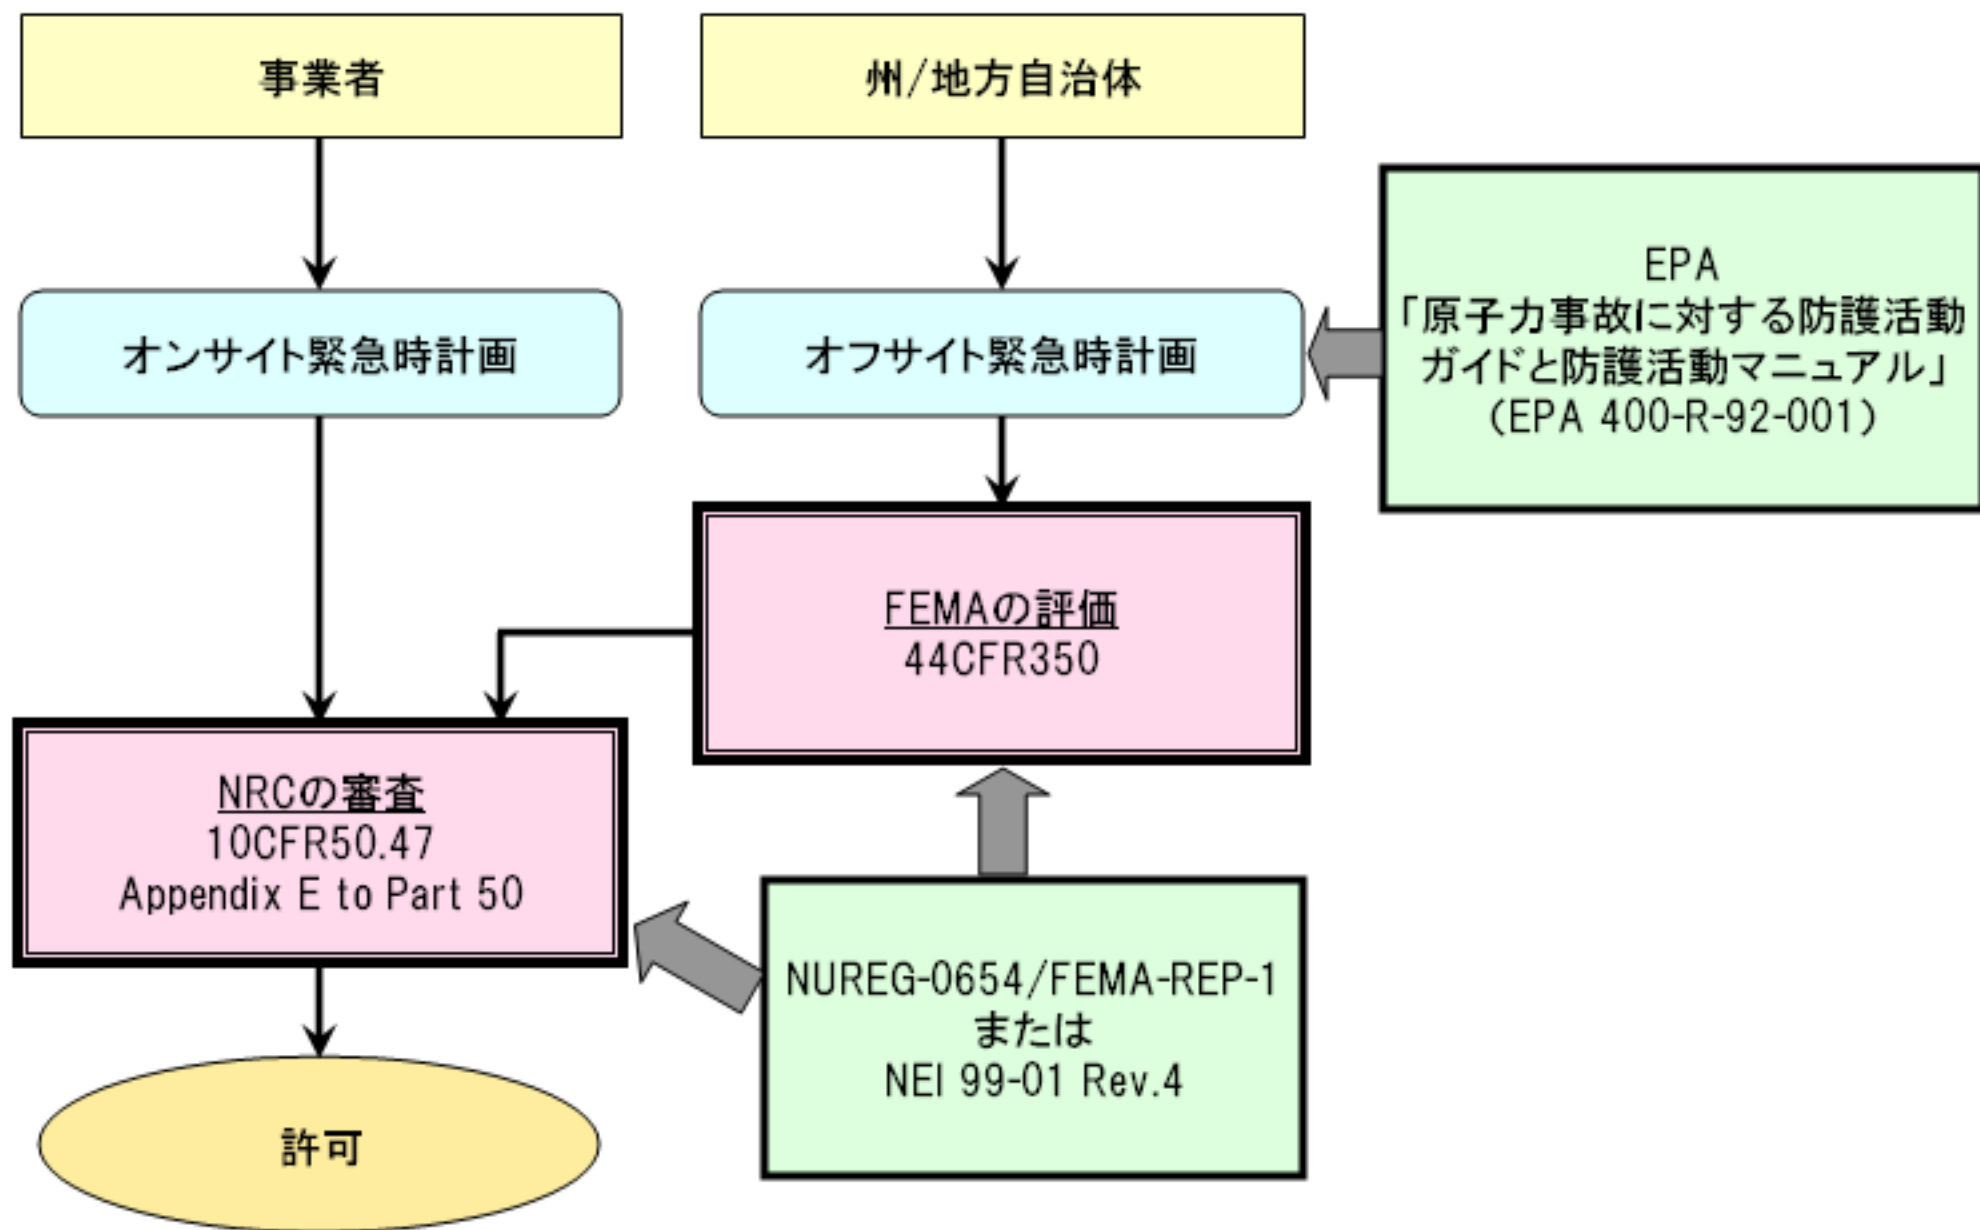 事業者
州/地方自治体
EPA
「原子力事故に対する防護活動
ガイドと防護活動マニュアル」
(EPA 400-R-92-001)
オンサイト緊急時計画
オフサイト緊急時計画
FEMAの評価
44CFR350
NRCの審査
10CFR50.47
Appendix E to Part 50
NUREG-0654/FEMA-REP-1
または
NEI 99-01 Rev.4
許可